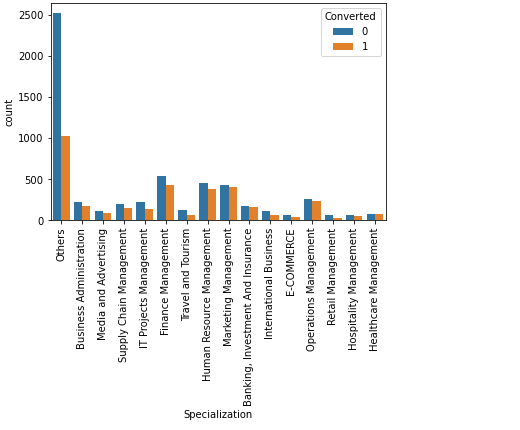 Converted
0
1
2500
2000
1500
1000
500
0
count
Others
Business Administration
Media and Advertising
Supply Chain Management
IT Projects Management
Finance Management
Travel and Tourism
Human Resource Management
Marketing Management
Banking, Investment And Insurance
International Business
E-COMMERCE
Operations Management
Retail Management
Hospitality Management
Healthcare Management
Specialization